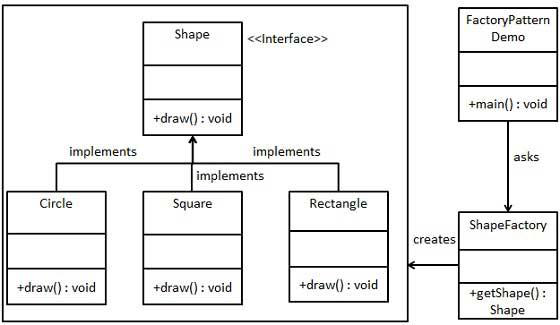 Shape
<<Interface>>
+draw() : void
implements
implements
implements
Circle
+draw() : void
Square
+draw() : void
Rectangle
+draw() : void
FactoryPattern
Demo
+main() : void
asks
ShapeFactory
+getShape() :
Shape
creates